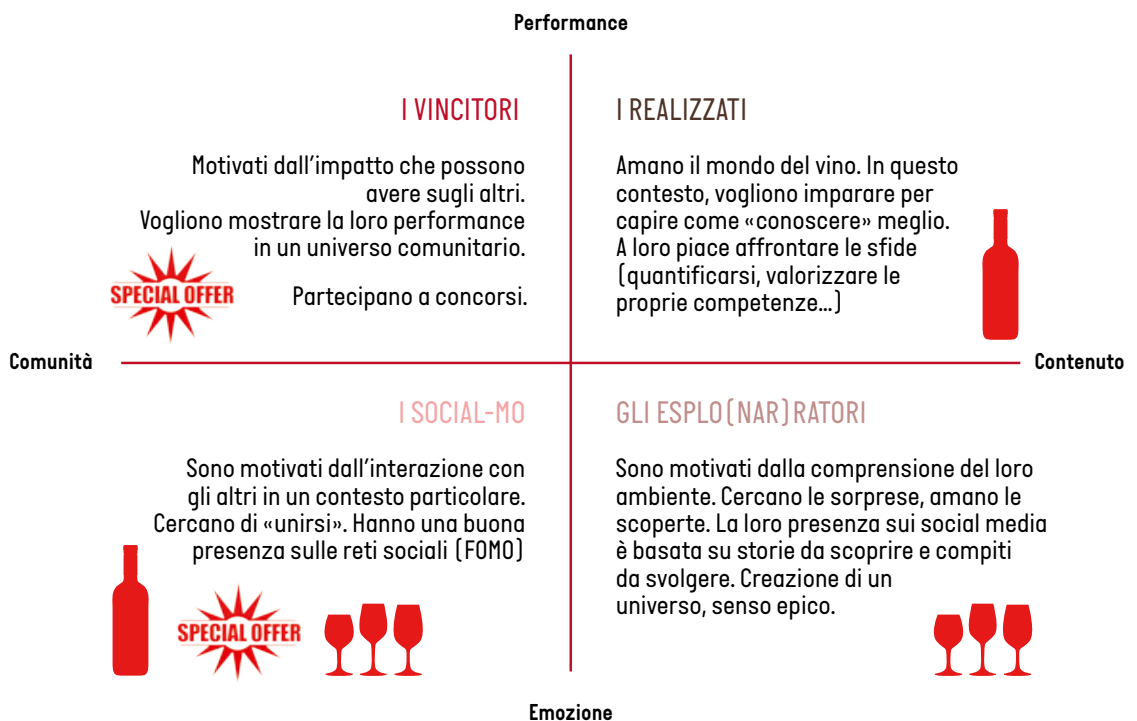 Performance
I VINCITORI
Motivati dall'impatto che possono
avere sugli altri.
Vogliono mostrare la loro performance
in un universo comunitario.
SPECIAL OFFER
Partecipano a concorsi.
I REALIZZATI
Amano il mondo del vino. In questo
contesto, vogliono imparare per
capire come «conoscere» meglio.
A loro piace affrontare le sfide
(quantificarsi, valorizzare le
proprie competenze...)
Comunità
Contenuto
I SOCIAL-MO
Sono motivati dall'interazione con
gli altri in un contesto particolare.
Cercano di «unirsi». Hanno una buona
presenza sulle reti sociali (FOMO)
SPECIAL OFFER
GLI ESPLO(NAR)RATORI
Sono motivati dalla comprensione del loro
ambiente. Cercano le sorprese, amano le
scoperte. La loro presenza sui social media
è basata su storie da scoprire e compiti
da svolgere. Creazione di un
universo, senso epico.
Emozione